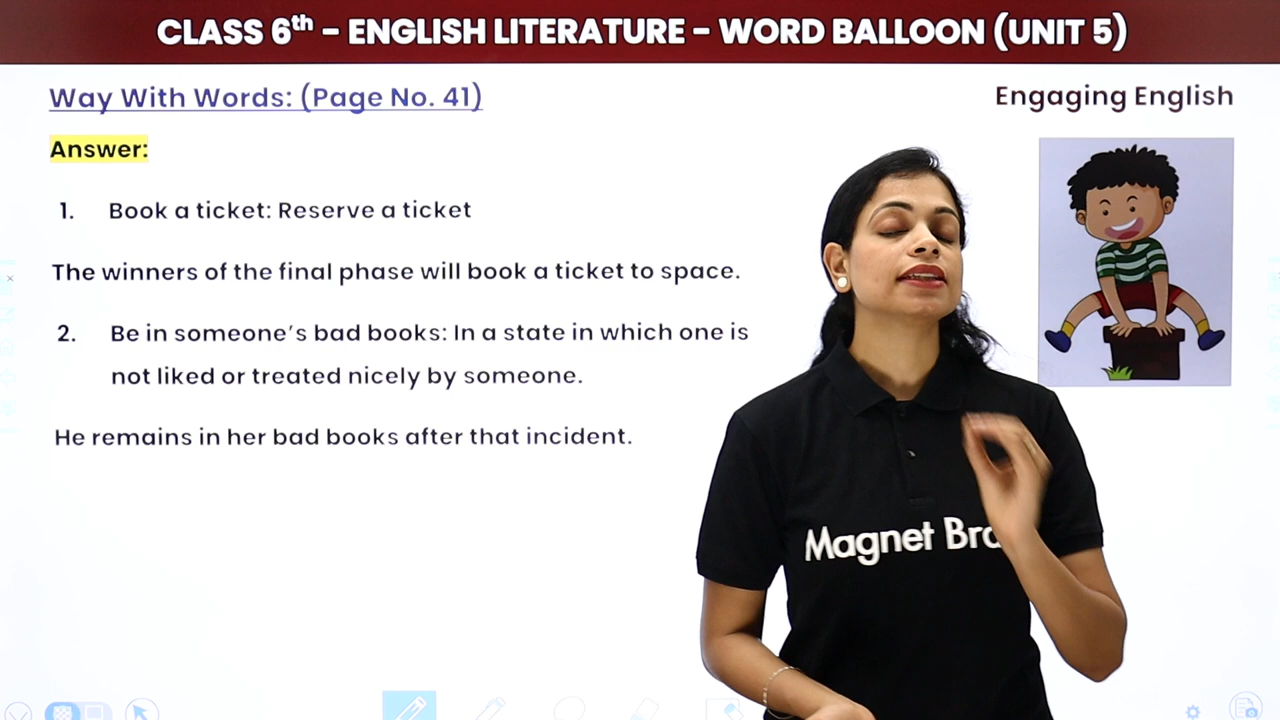 CLASS 6th – ENGLISH LITERATURE – WORD BALLOON (UNIT 5)
Way With Words: (Page No. 41)
Engaging English
Answer:
1. Book a ticket: Reserve a ticket
The winners of the final phase will book a ticket to space.
2. Be in someone's bad books: In a state in which one is
not liked or treated nicely by someone.
He remains in her bad books after that incident.
Magnet Bra